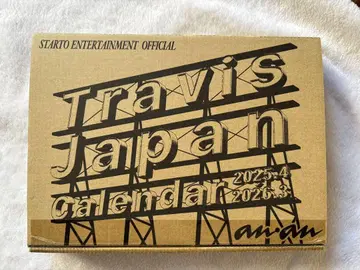 STARTO ENTERTAINMENT OFFICIAL
Travis
Japan
Calendar 2025.4
2026.3
an·an